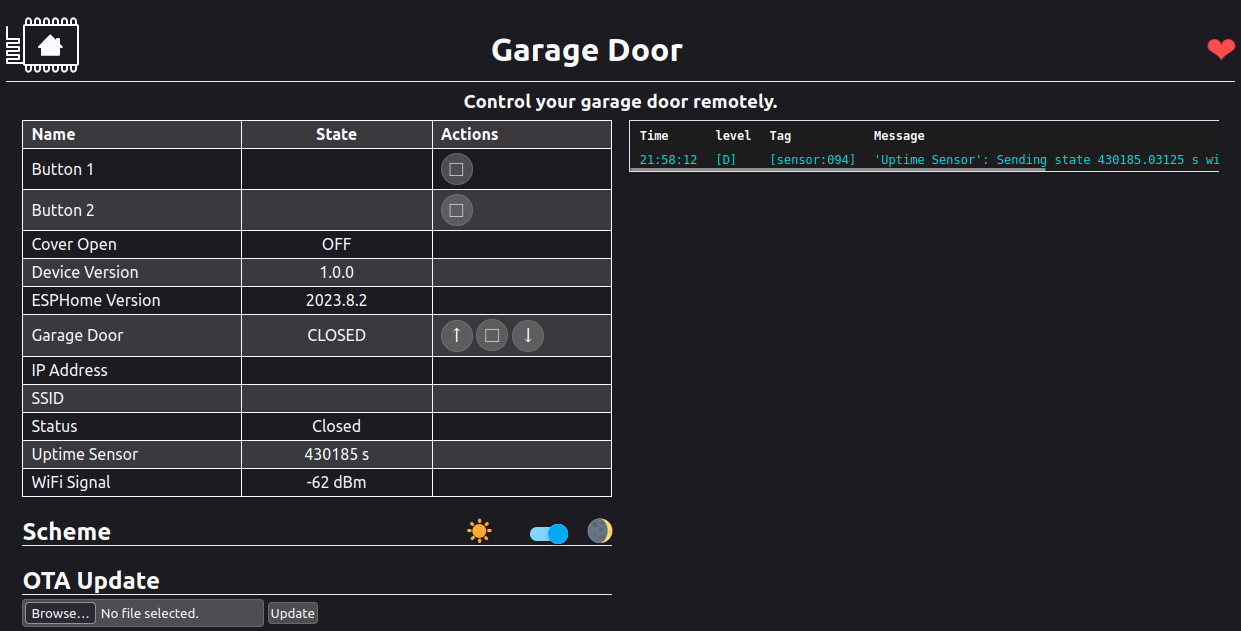 Garage Door
Control your garage door remotely.
Name State Actions
Button 1
Button 2
Cover Open OFF
Device Version 1.0.0
ESPHome Version 2023.8.2
Garage Door CLOSED ↑ □ ↓
IP Address
SSID
Status Closed
Uptime Sensor 430185 s
WiFi Signal -62 dBm
Scheme
OTA Update
Browse... No file selected. Update
Time level Tag Message
21:58:12 [D] [sensor:094] 'Uptime Sensor': Sending state 430185.03125 s wi